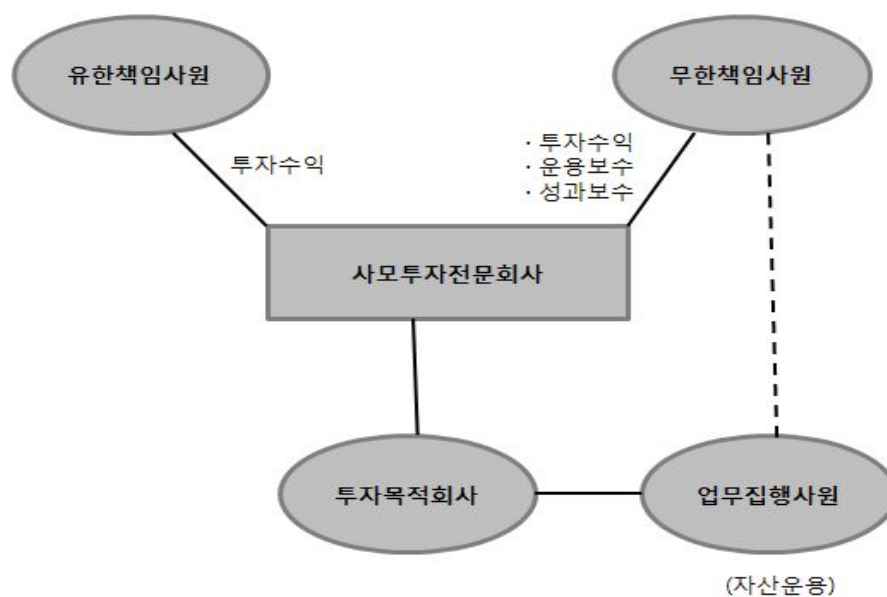 유한책임사원
무한책임사원
투자수익
· 투자수익
· 운용보수
· 성과보수
사모투자전문회사
투자목적회사
업무집행사원
(자산운용)